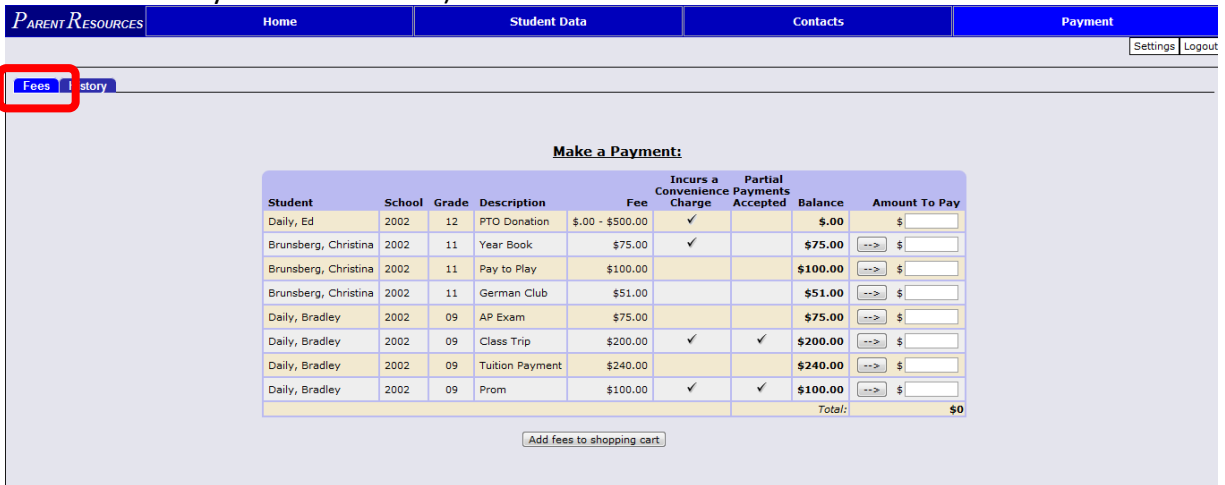 PARENT RESOURCES Home Student Data Contacts Payment
Settings Logout
Fees History
Make a Payment:
Student School Grade Description Fee Incurs a Convenience Charge Partial Payments Accepted Balance Amount To Pay
Daily, Ed 2002 12 PTO Donation $.00 - $500.00 ✓ $.00 $
Brunsberg, Christina 2002 11 Year Book $75.00 ✓ $75.00 --> $
Brunsberg, Christina 2002 11 Pay to Play $100.00 $100.00 --> $
Brunsberg, Christina 2002 11 German Club $51.00 $51.00 --> $
Daily, Bradley 2002 09 AP Exam $75.00 $75.00 --> $
Daily, Bradley 2002 09 Class Trip $200.00 ✓ ✓ $200.00 --> $
Daily, Bradley 2002 09 Tuition Payment $240.00 $240.00 --> $
Daily, Bradley 2002 09 Prom $100.00 ✓ ✓ $100.00 --> $
Total: $0
Add fees to shopping cart